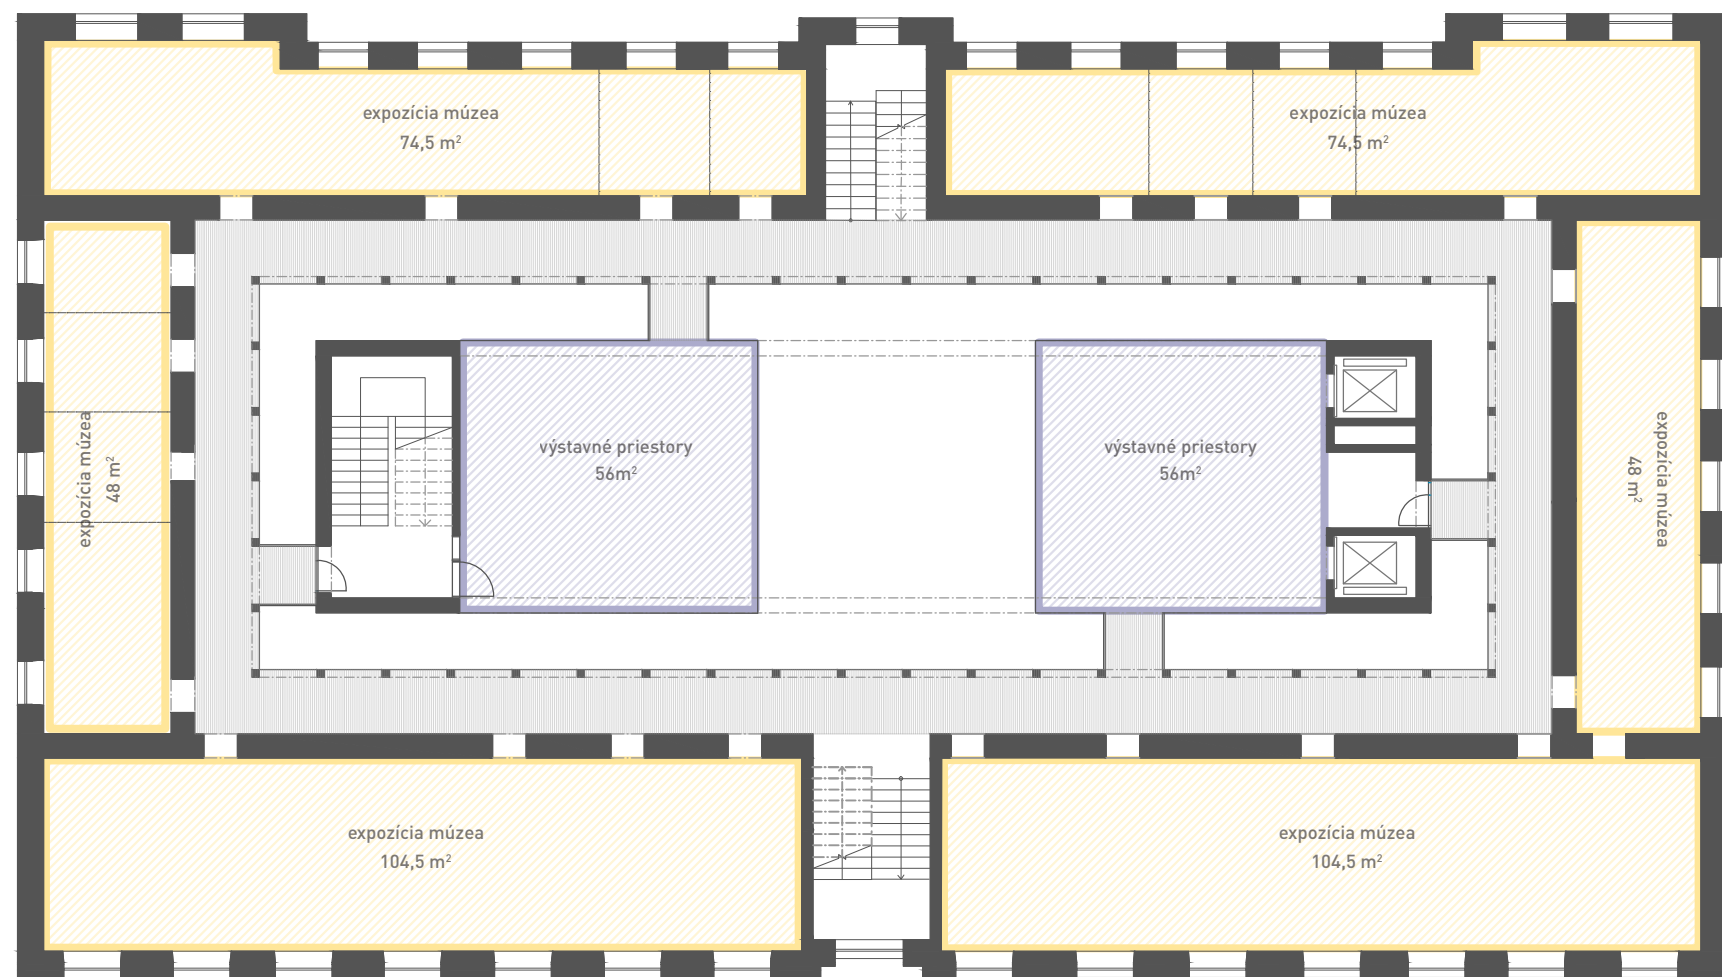 expozícia múzea
74,5 m²
expozícia múzea
74,5 m²
expozícia múzea
48 m²
výstavné priestory
56m²
výstavné priestory
56m²
expozícia múzea
48 m²
expozícia múzea
104,5 m²
expozícia múzea
104,5 m²